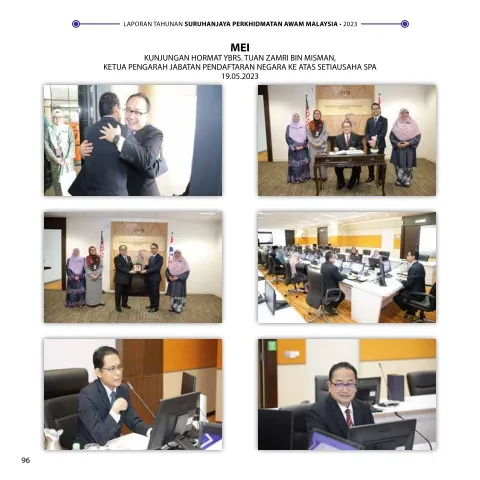 LAPORAN TAHUNAN SURUHANJAYA PERKHIDMATAN AWAM MALAYSIA • 2023
MEI
KUNJUNGAN HORMAT YBRS. TUAN ZAMRI BIN MISMAN,
KETUA PENGARAH JABATAN PENDAFTARAN NEGARA KE ATAS SETIAUSAHA SPA
19.05.2023
96